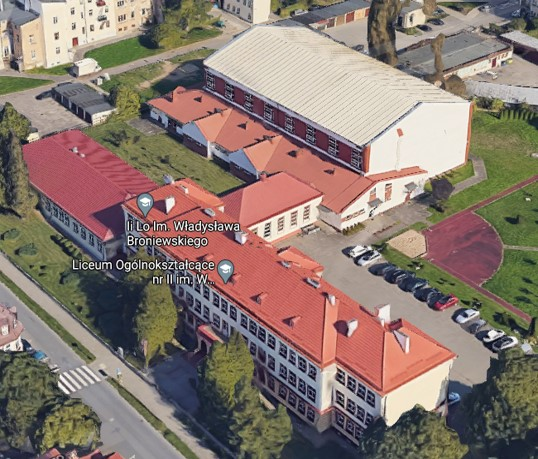 Ii Lo Im. Władysława
Broniewskiego
Liceum Ogólnokształcące
nr II im. W...